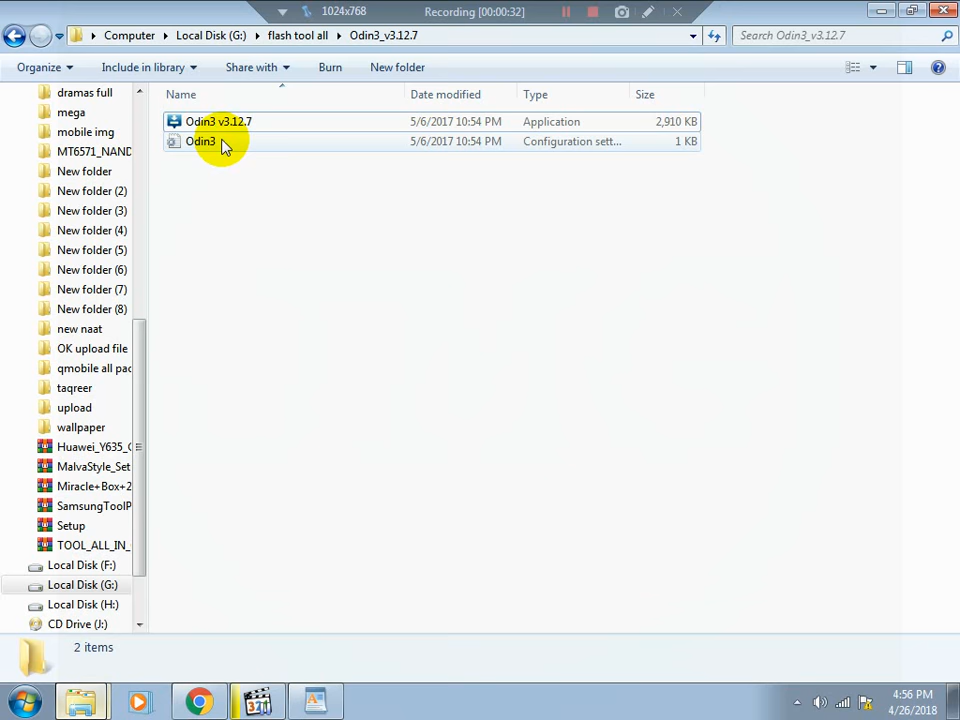 1024x768
Recording [00:00:32]
Computer
Local Disk (G:)
flash tool all
Odin3_v3.12.7
Search Odin3_v3.12.7
Organize
Include in library
Share with
Burn
New folder
dramas full
mega
mobile img
MT6571_NAND
New folder
New folder (2)
New folder (3)
New folder (4)
New folder (5)
New folder (6)
New folder (7)
New folder (8)
new naat
OK upload file
qmobile all pac
taqreer
upload
wallpaper
Huawei_Y635_C
MalvaStyle_Set
Miracle+Box+2
SamsungToolP
Setup
TOOL_ALL_IN_
Local Disk (F:)
Local Disk (G:)
Local Disk (H:)
CD Drive (J:)
Name
Date modified
Type
Size
Odin3 v3.12.7
5/6/2017 10:54 PM
Application
2,910 KB
Odin3
5/6/2017 10:54 PM
Configuration sett...
1 KB
2 items
321
4:56 PM
4/26/2018